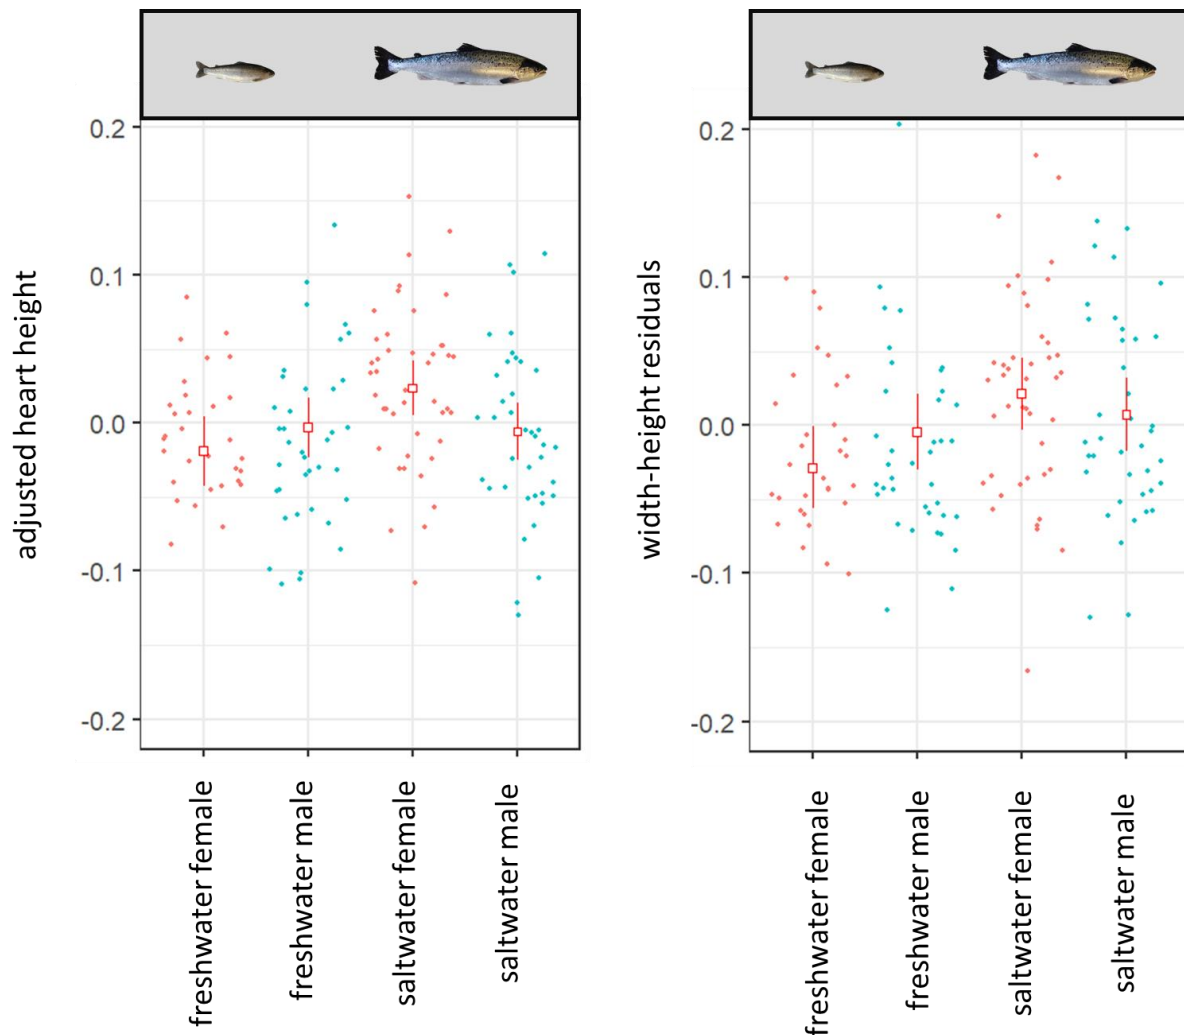 adjusted heart height
0.2
0.1
0.0
-0.1
-0.2
freshwater female
freshwater male
saltwater female
saltwater male
width-height residuals
0.2
0.1
0.0
-0.1
-0.2
freshwater female
freshwater male
saltwater female
saltwater male